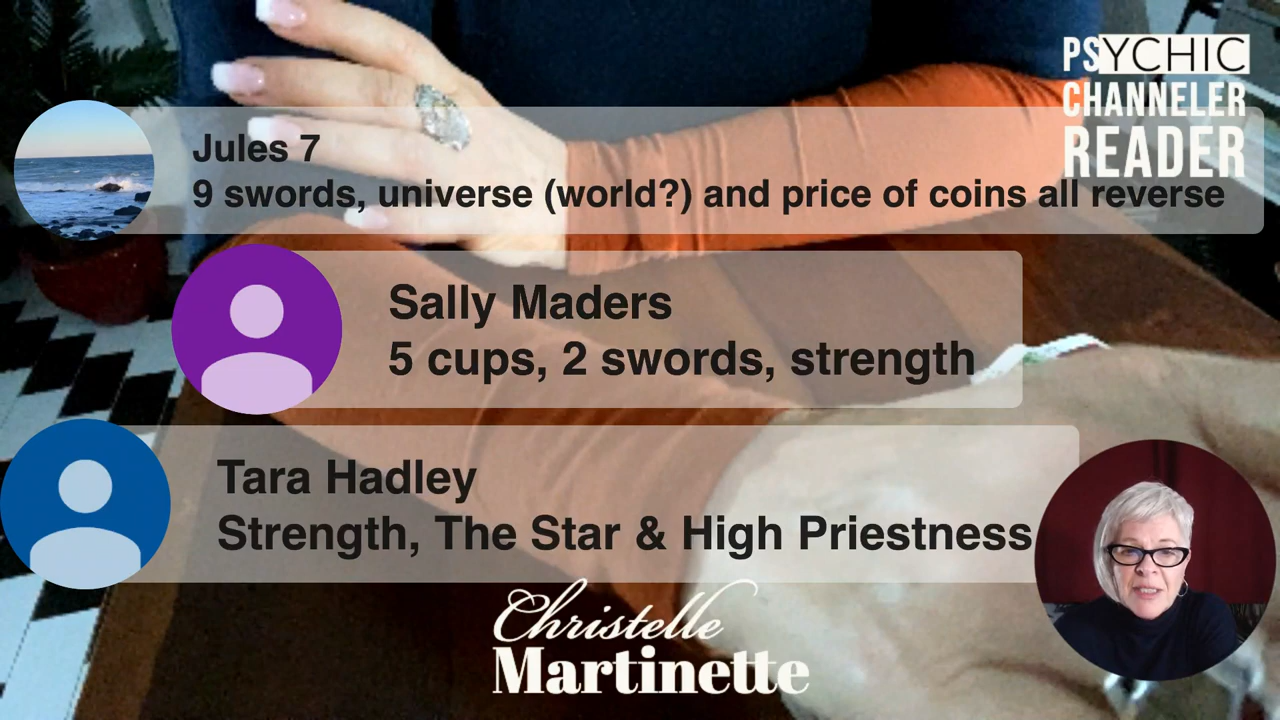 PSYCHIC
CHANNELER
READER
Jules 7
9 swords, universe (world?) and price of coins all reverse
Sally Maders
5 cups, 2 swords, strength
Tara Hadley
Strength, The Star & High Priestness
Christelle
Martinette